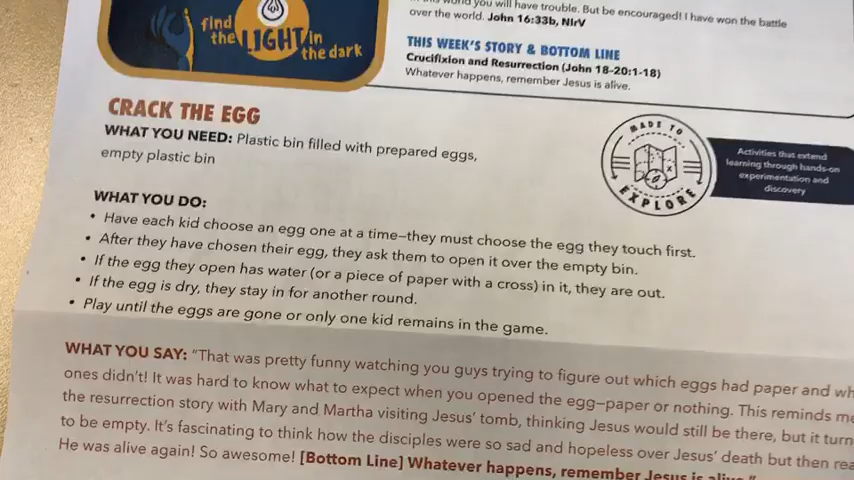 world you will have trouble. But be encouraged! I have won the battle
over the world. John 16:33b, NIrV
find
the LIGHT in
the dark
THIS WEEK'S STORY & BOTTOM LINE
Crucifixion and Resurrection (John 18–20:1-18)
Whatever happens, remember Jesus is alive.
CRACK THE EGG
WHAT YOU NEED: Plastic bin filled with prepared eggs,
empty plastic bin
MADE TO
EXPLORE
Activities that extend
learning through hands-on
experimentation and
discovery
WHAT YOU DO:
• Have each kid choose an egg one at a time—they must choose the egg they touch first.
• After they have chosen their egg, they ask them to open it over the empty bin.
• If the egg they open has water (or a piece of paper with a cross) in it, they are out.
• If the egg is dry, they stay in for another round.
• Play until the eggs are gone or only one kid remains in the game.
WHAT YOU SAY: "That was pretty funny watching you guys trying to figure out which eggs had paper and
ones didn't! It was hard to know what to expect when you opened the egg—paper or nothing. This reminds
the resurrection story with Mary and Martha visiting Jesus' tomb, thinking Jesus would still be there, but it
to be empty. It's fascinating to think how the disciples were so sad and hopeless over Jesus' death but then
He was alive again! So awesome! [Bottom Line] Whatever happens, remember Jesus is alive."